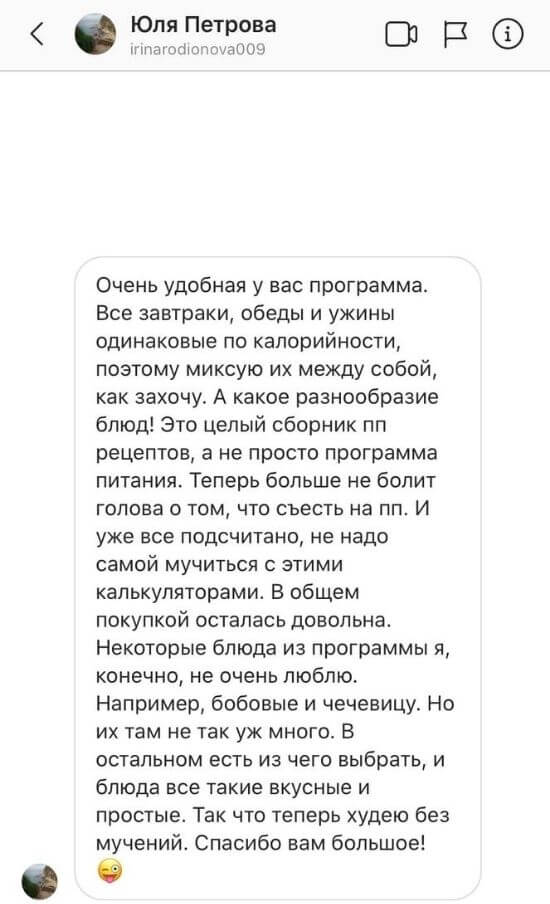 Юля Петрова
irinarodionova009
Очень удобная у вас программа.
Все завтраки, обеды и ужины
одинаковые по калорийности,
поэтому миксую их между собой,
как захочу. А какое разнообразие
блюд! Это целый сборник пп
рецептов, а не просто программа
питания. Теперь больше не болит
голова о том, что съесть на пп. И
уже все подсчитано, не надо
самой мучиться с этими
калькуляторами. В общем
покупкой осталась довольна.
Некоторые блюда из программы я,
конечно, не очень люблю.
Например, бобовые и чечевицу. Но
их там не так уж много. В
остальном есть из чего выбрать, и
блюда все такие вкусные и
простые. Так что теперь худею без
мучений. Спасибо вам большое!
😜